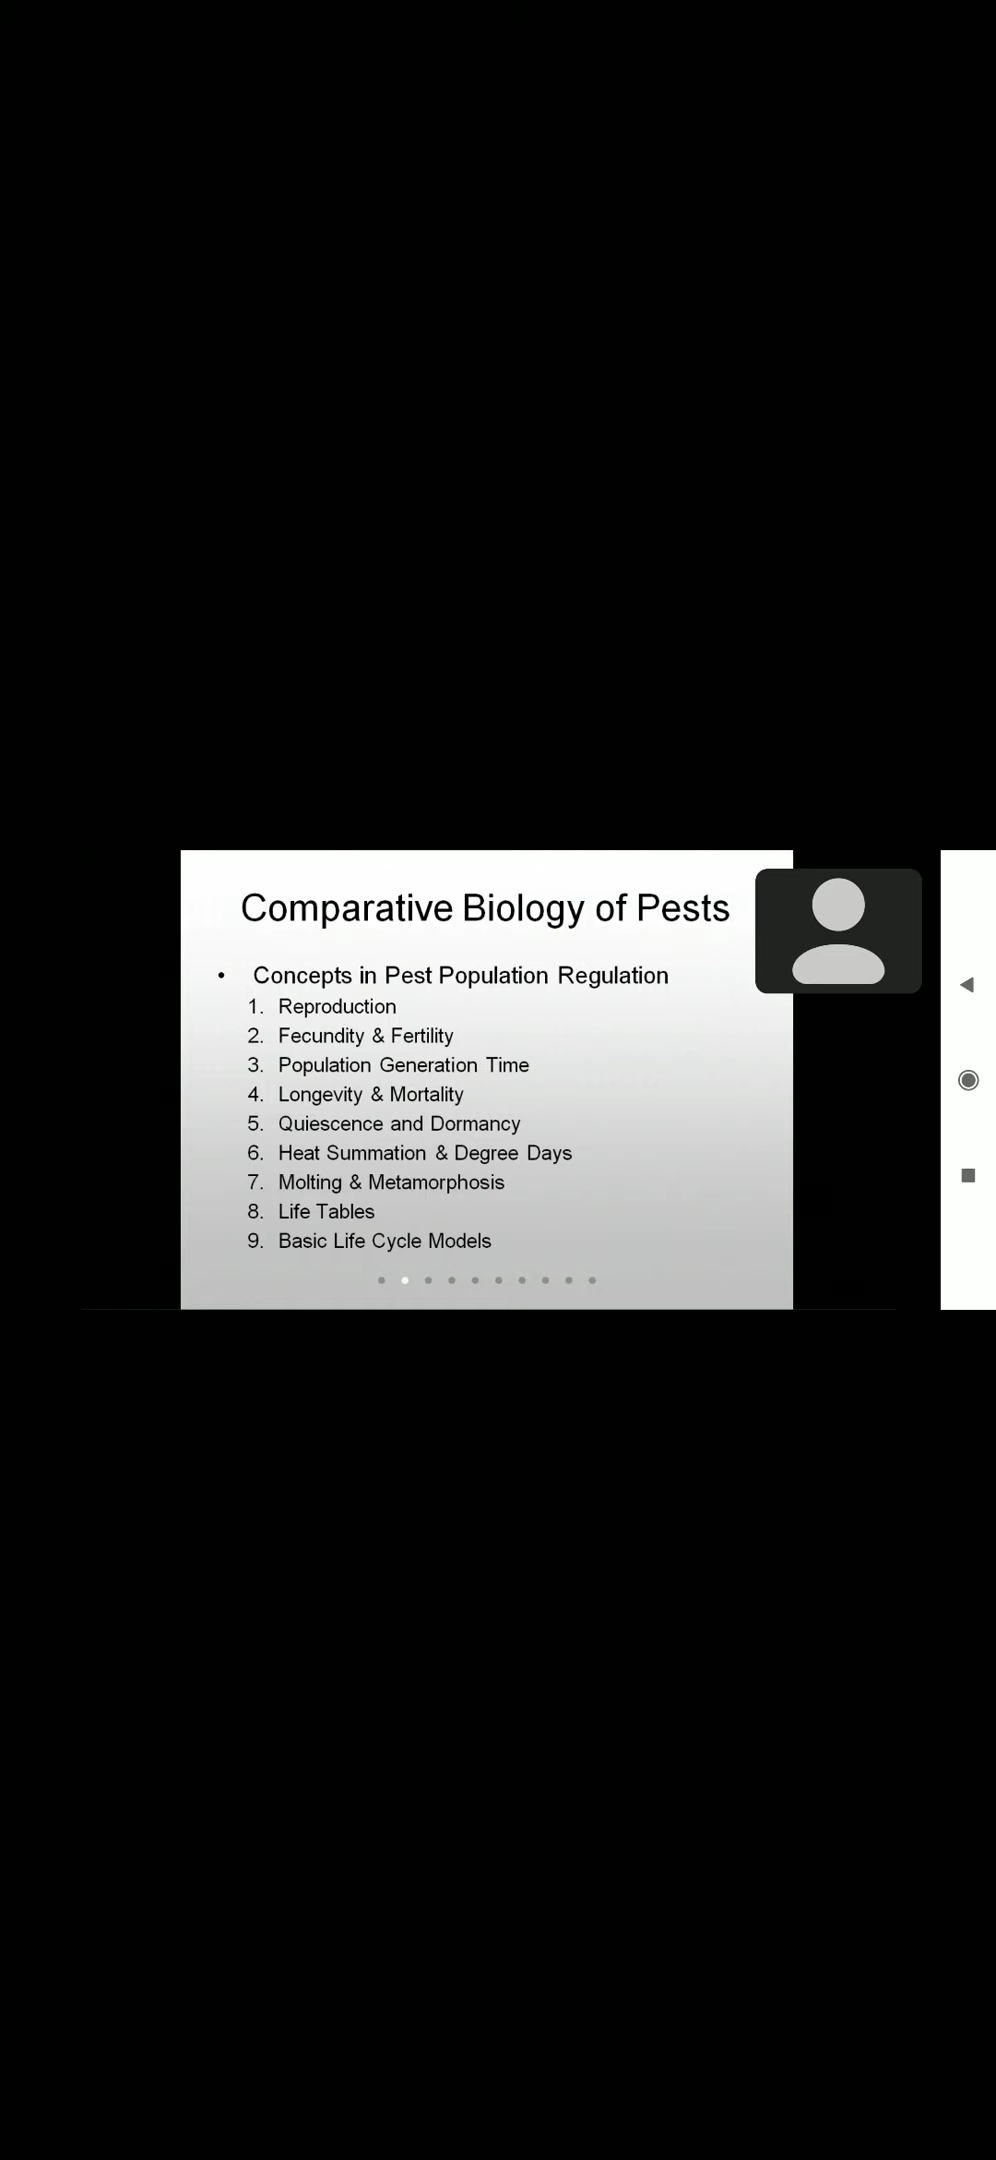 Comparative Biology of Pests
• Concepts in Pest Population Regulation
1. Reproduction
2. Fecundity & Fertility
3. Population Generation Time
4. Longevity & Mortality
5. Quiescence and Dormancy
6. Heat Summation & Degree Days
7. Molting & Metamorphosis
8. Life Tables
9. Basic Life Cycle Models